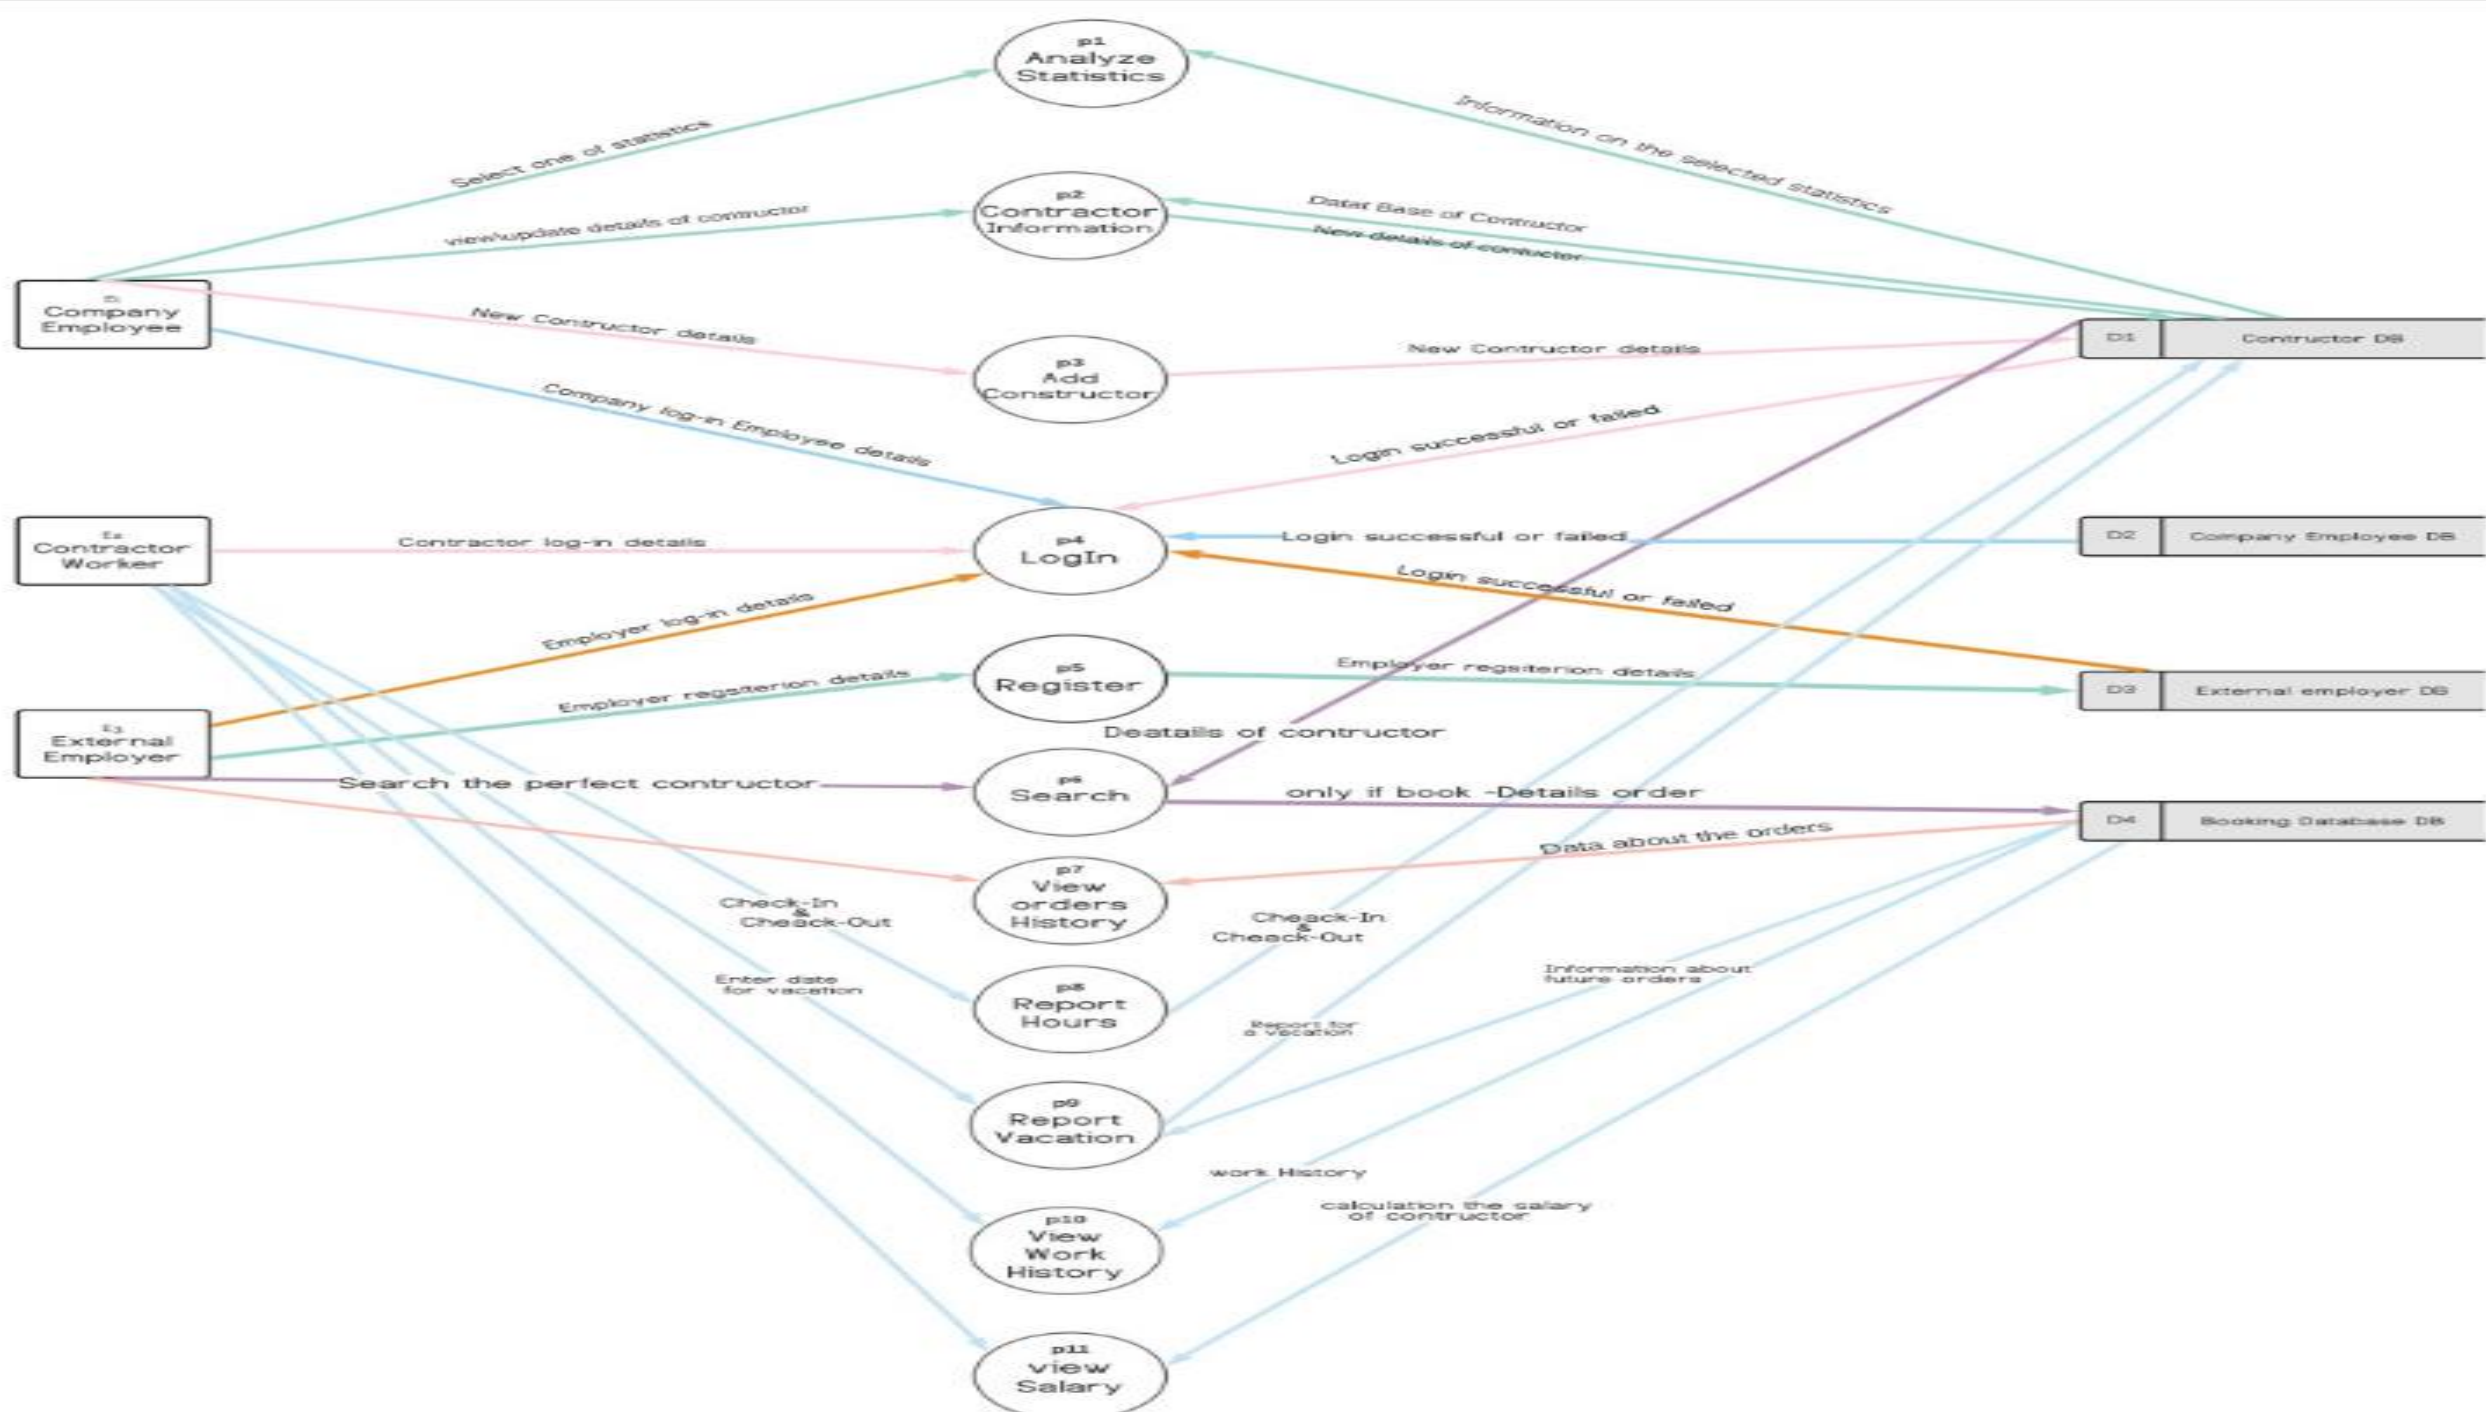 p1
Analyze
Statistics
Select one of statistics
Information on the selected statistics
p2
Contractor
Information
view\update details of contructor
Datat Base of Contructor
New details of contuctor
Company
Employee
New Contructor details
p3
Add
Constructor
New Contructor details
D1
Contructor DB
Company log-in Employee details
Login successful or failed
Contractor
Worker
Contractor log-in details
p4
LogIn
Login successful or failed
D2
Company Employee DB
Login successful or failed
Employer log-in details
p5
Register
Employer regsiterion details
Employer regsiterion details
D3
External employer DB
External
Employer
Deatails of contructor
Search the perfect contructor
p6
Search
only if book -Details order
D4
Booking Database DB
Data about the orders
p7
View
orders
History
Check-In
&
Cheack-Out
Cheack-In
&
Cheack-Out
Enter date
for vacation
Information about
future orders
p8
Report
Hours
Report for
a vacation
p9
Report
Vacation
work History
calculation the salary
of contructor
p10
View
Work
History
p11
view
Salary